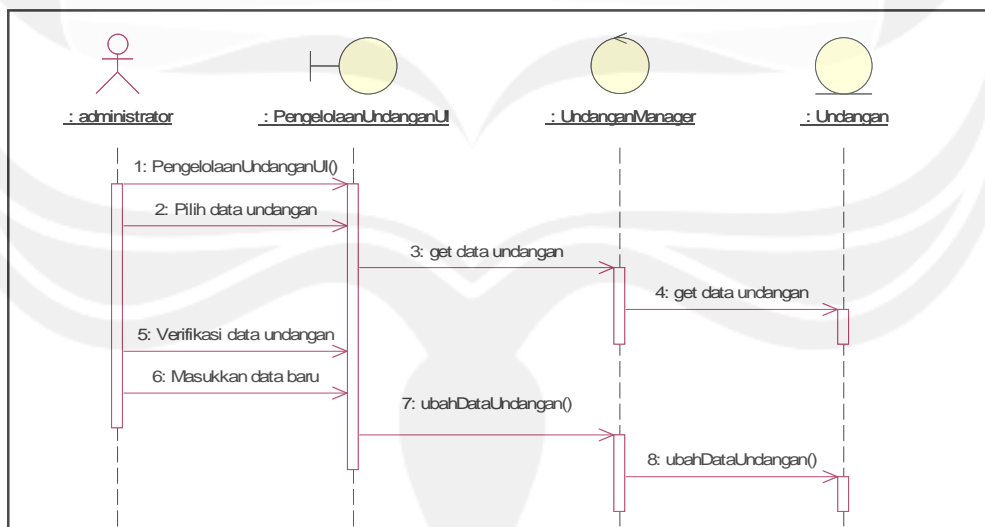 : administrator
: PengelolaanUndanganUI
: UndanganManager
: Undangan
1: PengelolaanUndanganUI()
2: Pilih data undangan
3: get data undangan
4: get data undangan
5: Verifikasi data undangan
6: Masukkan data baru
7: ubahDataUndangan()
8: ubahDataUndangan()